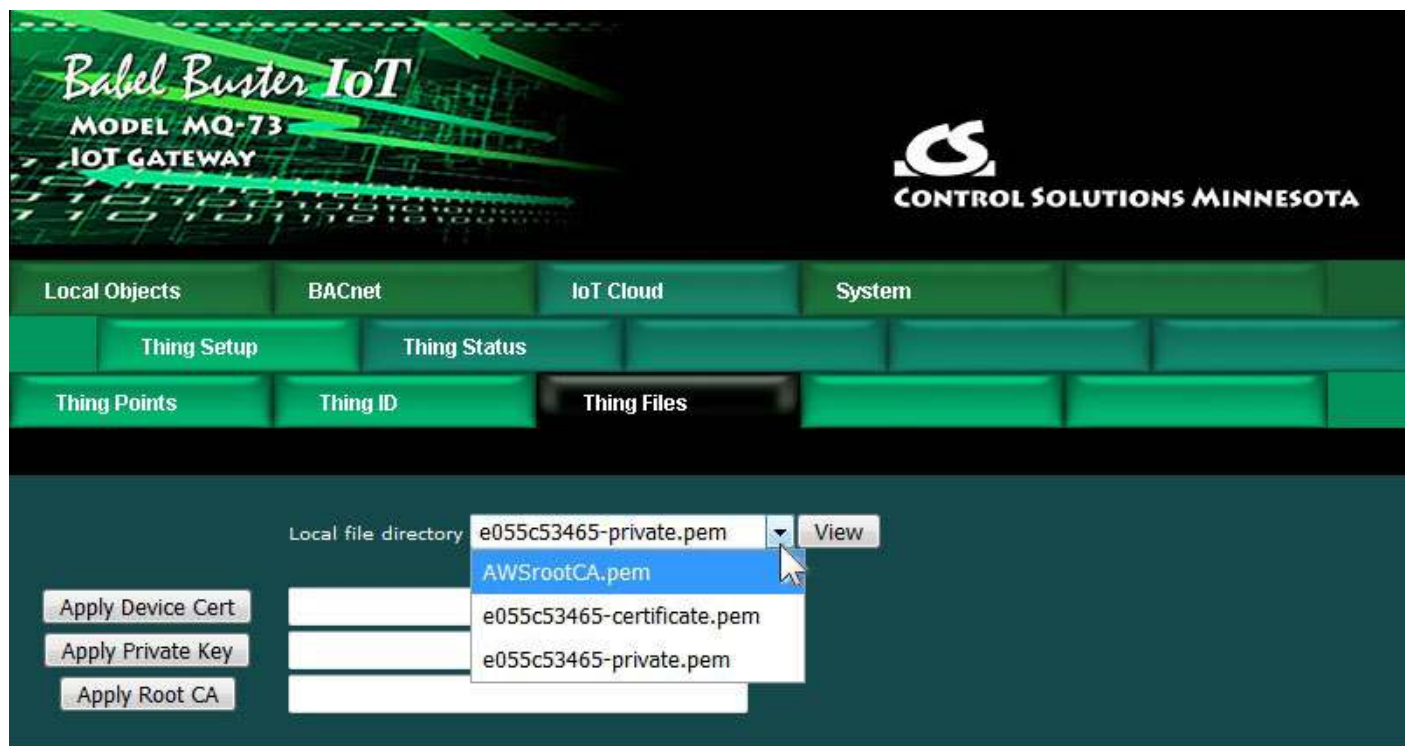 Babel Buster IoT
MODEL MQ-73
IOT GATEWAY
CS
CONTROL SOLUTIONS MINNESOTA
Local Objects BACnet IoT Cloud System
Thing Setup Thing Status
Thing Points Thing ID Thing Files
Local file directory e055c53465-private.pem View
AWSrootCA.pem
Apply Device Cert e055c53465-certificate.pem
Apply Private Key e055c53465-private.pem
Apply Root CA